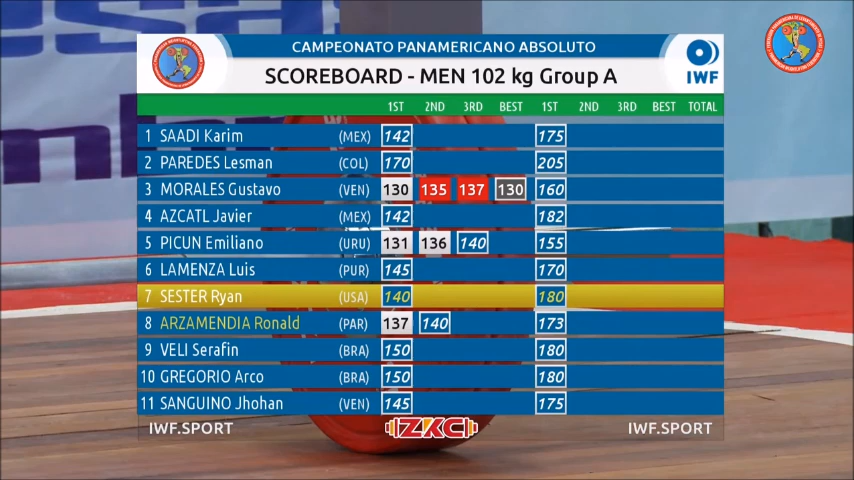 CAMPEONATO PANAMERICANO ABSOLUTO
SCOREBOARD - MEN 102 kg Group A
IWF
1ST 2ND 3RD BEST 1ST 2ND 3RD BEST TOTAL
1 SAADI Karim (MEX) 142 175
2 PAREDES Lesman (COL) 170 205
3 MORALES Gustavo (VEN) 130 135 137 130 160
4 AZCATL Javier (MEX) 142 182
5 PICUN Emiliano (URU) 131 136 140 155
6 LAMENZA Luis (PUR) 145 170
7 SESTER Ryan (USA) 140 180
8 ARZAMENDIA Ronald (PAR) 137 140 173
9 VELI Serafin (BRA) 150 180
10 GREGORIO Arco (BRA) 150 180
11 SANGUINO Jhohan (VEN) 145 175
IWF.SPORT ZKC IWF.SPORT